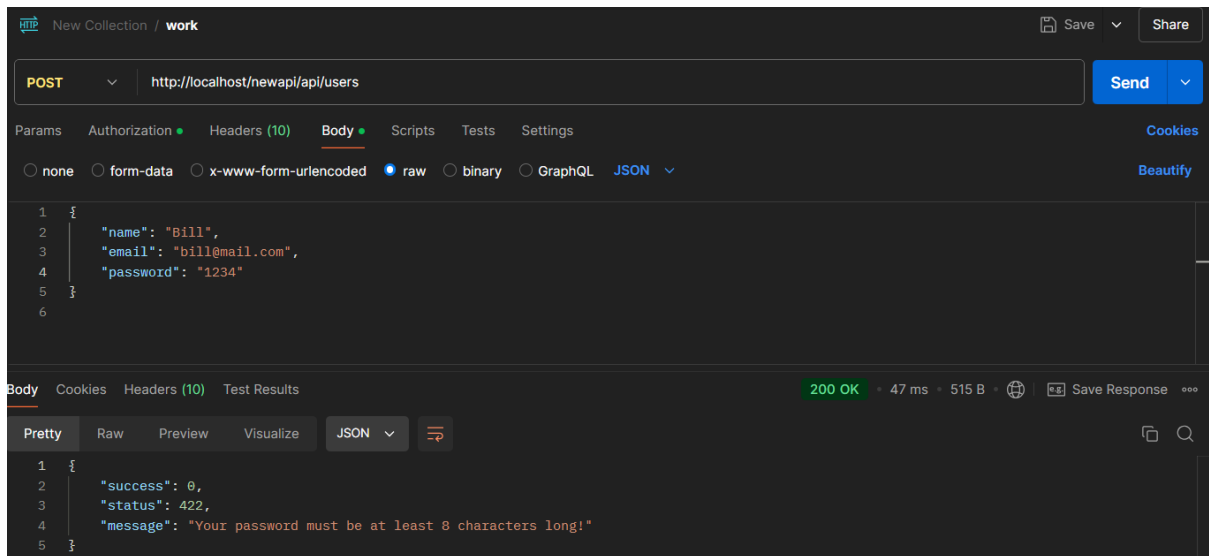 HTTP New Collection / work Save Share
POST http://localhost/newapi/api/users Send
Params Authorization Headers (10) Body Scripts Tests Settings Cookies
none form-data x-www-form-urlencoded raw binary GraphQL JSON Beautify
1 {
2 "name": "Bill",
3 "email": "bill@mail.com",
4 "password": "1234"
5 }
6
Body Cookies Headers (10) Test Results 200 OK • 47 ms • 515 B e.g. Save Response
Pretty Raw Preview Visualize JSON
1 {
2 "success": 0,
3 "status": 422,
4 "message": "Your password must be at least 8 characters long!"
5 }